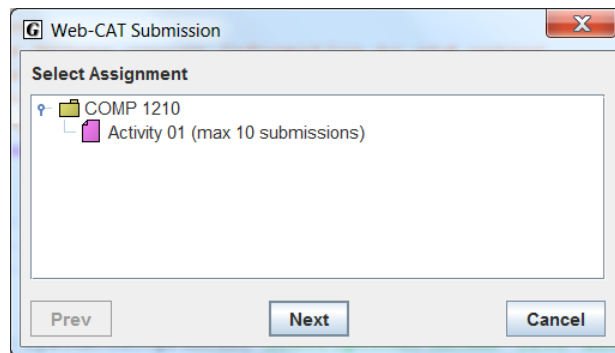 G Web-CAT Submission X
Select Assignment
COMP 1210
Activity 01 (max 10 submissions)
Prev Next Cancel